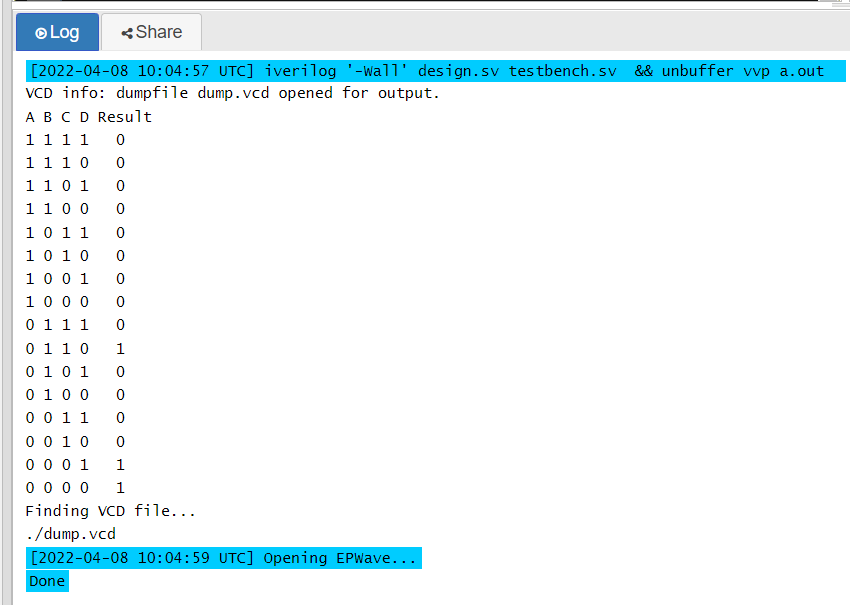 Log Share
[2022-04-08 10:04:57 UTC] iverilog '-Wall' design.sv testbench.sv  && unbuffer vvp a.out
VCD info: dumpfile dump.vcd opened for output.
A B C D Result
1 1 1 1   0
1 1 1 0   0
1 1 0 1   0
1 1 0 0   0
1 0 1 1   0
1 0 1 0   0
1 0 0 1   0
1 0 0 0   0
0 1 1 1   0
0 1 1 0   1
0 1 0 1   0
0 1 0 0   0
0 0 1 1   0
0 0 1 0   0
0 0 0 1   1
0 0 0 0   1
Finding VCD file...
./dump.vcd
[2022-04-08 10:04:59 UTC] Opening EPWave...
Done